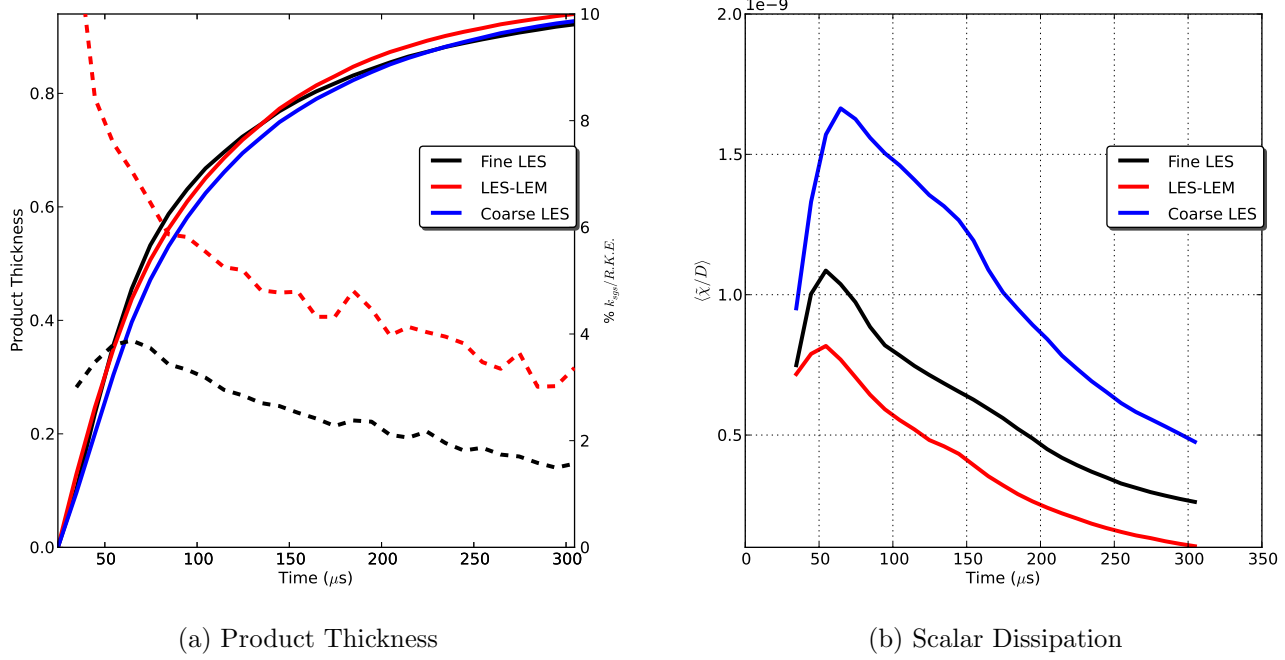 Product Thickness
0.0
0.2
0.4
0.6
0.8
0
2
4
6
8
10
% k_sgs/R.K.E.
50
100
150
200
250
300
Time (μs)
Fine LES
LES-LEM
Coarse LES
(a) Product Thickness
1e−9
2.0
1.5
1.0
0.5
⟨χ̃/D⟩
0
50
100
150
200
250
300
350
Time (μs)
Fine LES
LES-LEM
Coarse LES
(b) Scalar Dissipation